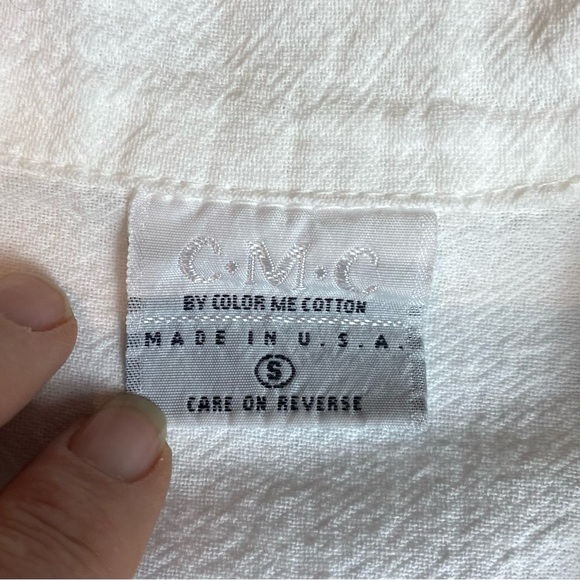 C·M·C
BY COLOR ME COTTON
MADE IN U.S.A.
S
CARE ON REVERSE